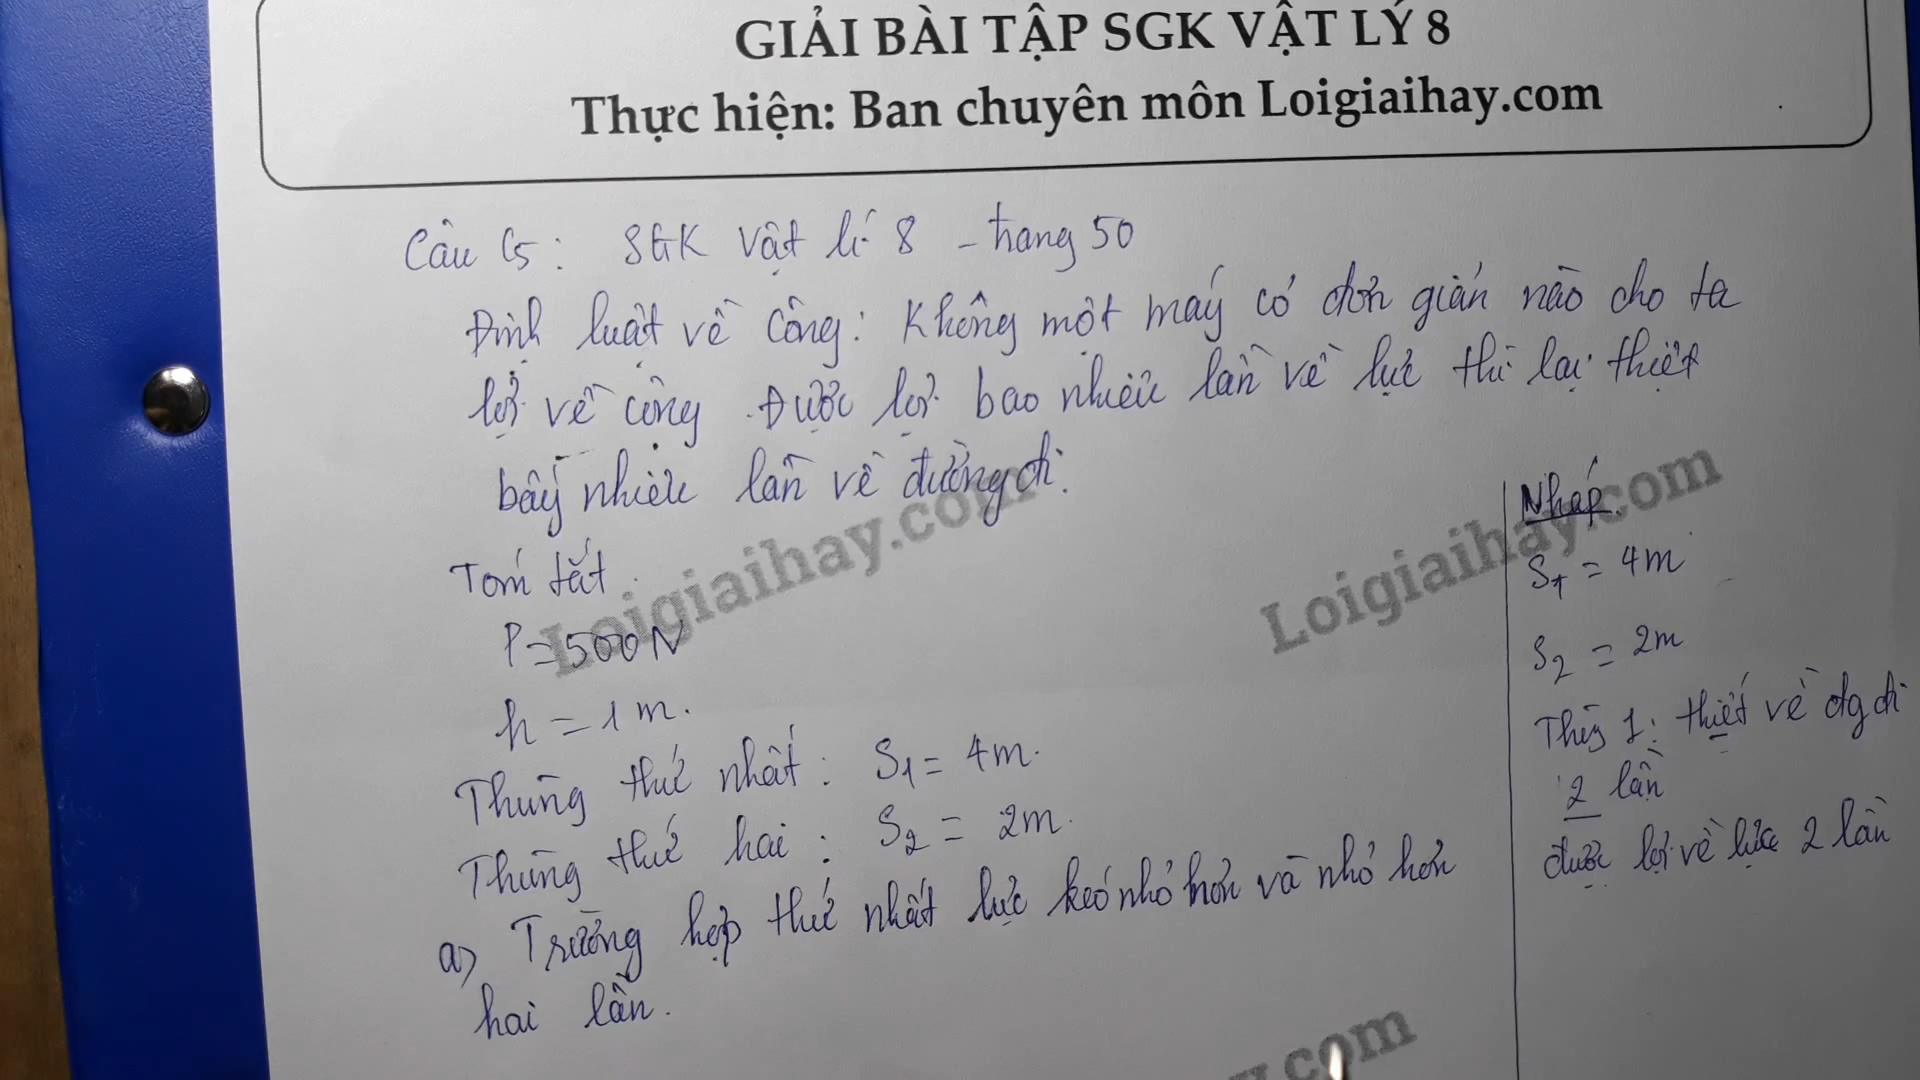 GIẢI BÀI TẬP SGK VẬT LÝ 8
Thực hiện: Ban chuyên môn Loigiaihay.com
Câu C5: SGK Vật lí 8 - trang 50
Định luật về công: Không một máy cơ đơn giản nào cho ta
lợi về công. Được lợi bao nhiêu lần về lực thì lại thiệt
bấy nhiêu lần về đường đi.
Tóm tắt
P = 500N
h = 1m.
Thùng thứ nhất: S1 = 4m.
Thùng thứ hai: S2 = 2m.
a) Trường hợp thứ nhất lực kéo nhỏ hơn và nhỏ hơn
hai lần.
Nháp.
S1 = 4m
S2 = 2m
Thùg 1: thiệt về đg đi
2 lần
được lợi về lực 2 lần
Loigiaihay.com
Loigiaihay.com
y.com